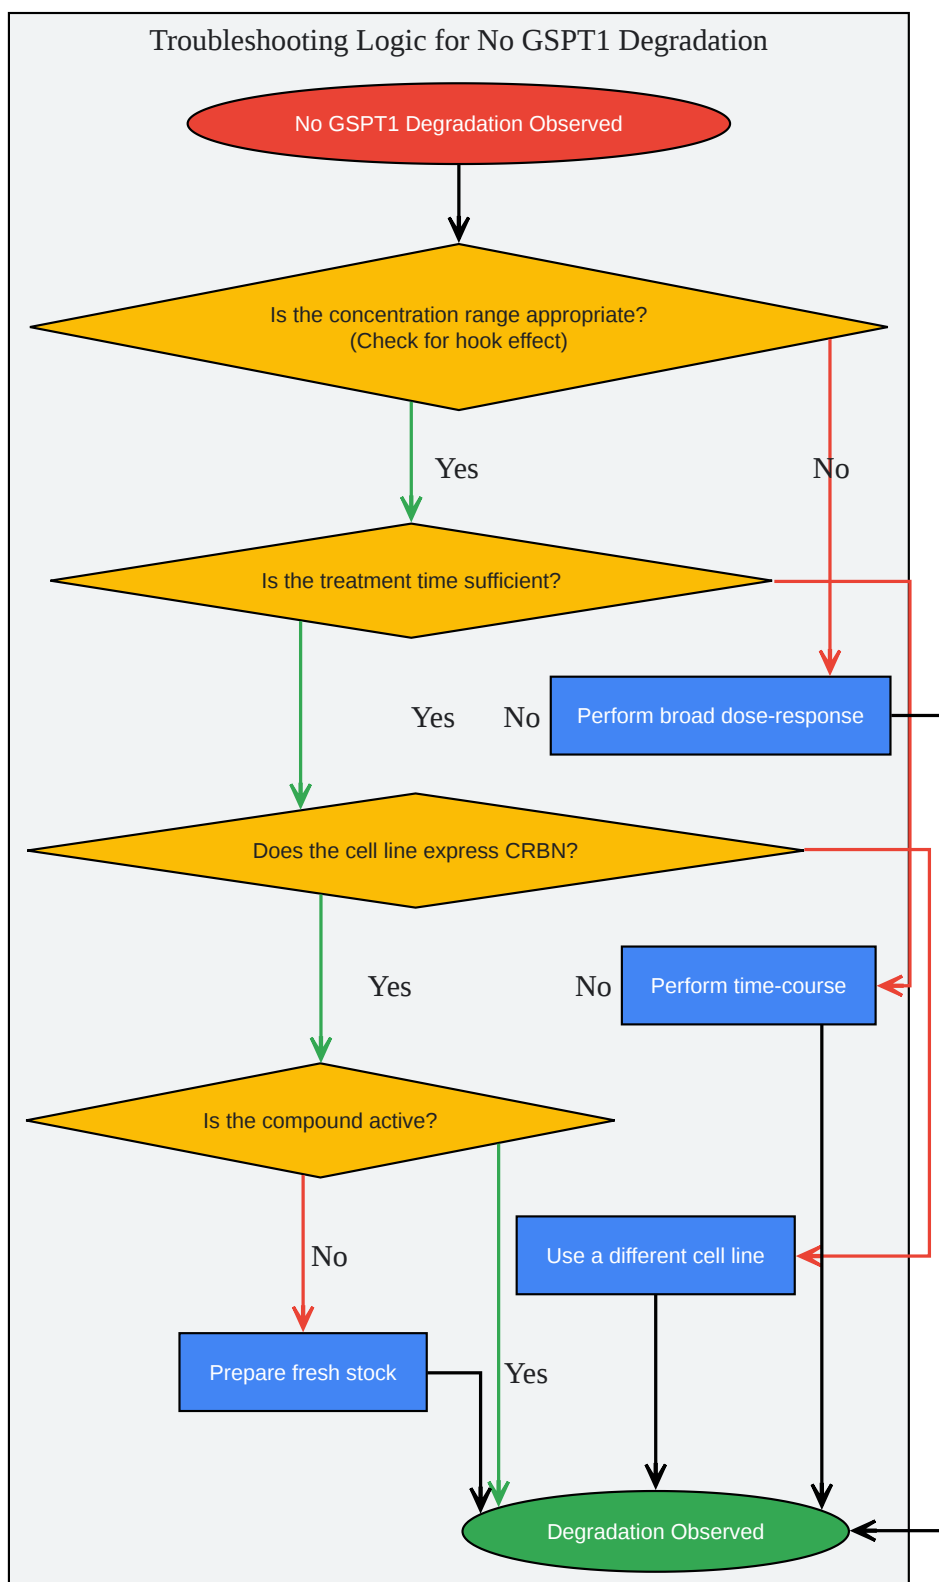 Troubleshooting Logic for No GSPT1 Degradation
No GSPT1 Degradation Observed
Is the concentration range appropriate?
(Check for hook effect)
Yes
No
Is the treatment time sufficient?
Yes
No
Perform broad dose-response
Does the cell line express CRBN?
Yes
No
Perform time-course
Is the compound active?
No
Use a different cell line
Prepare fresh stock
Yes
Degradation Observed